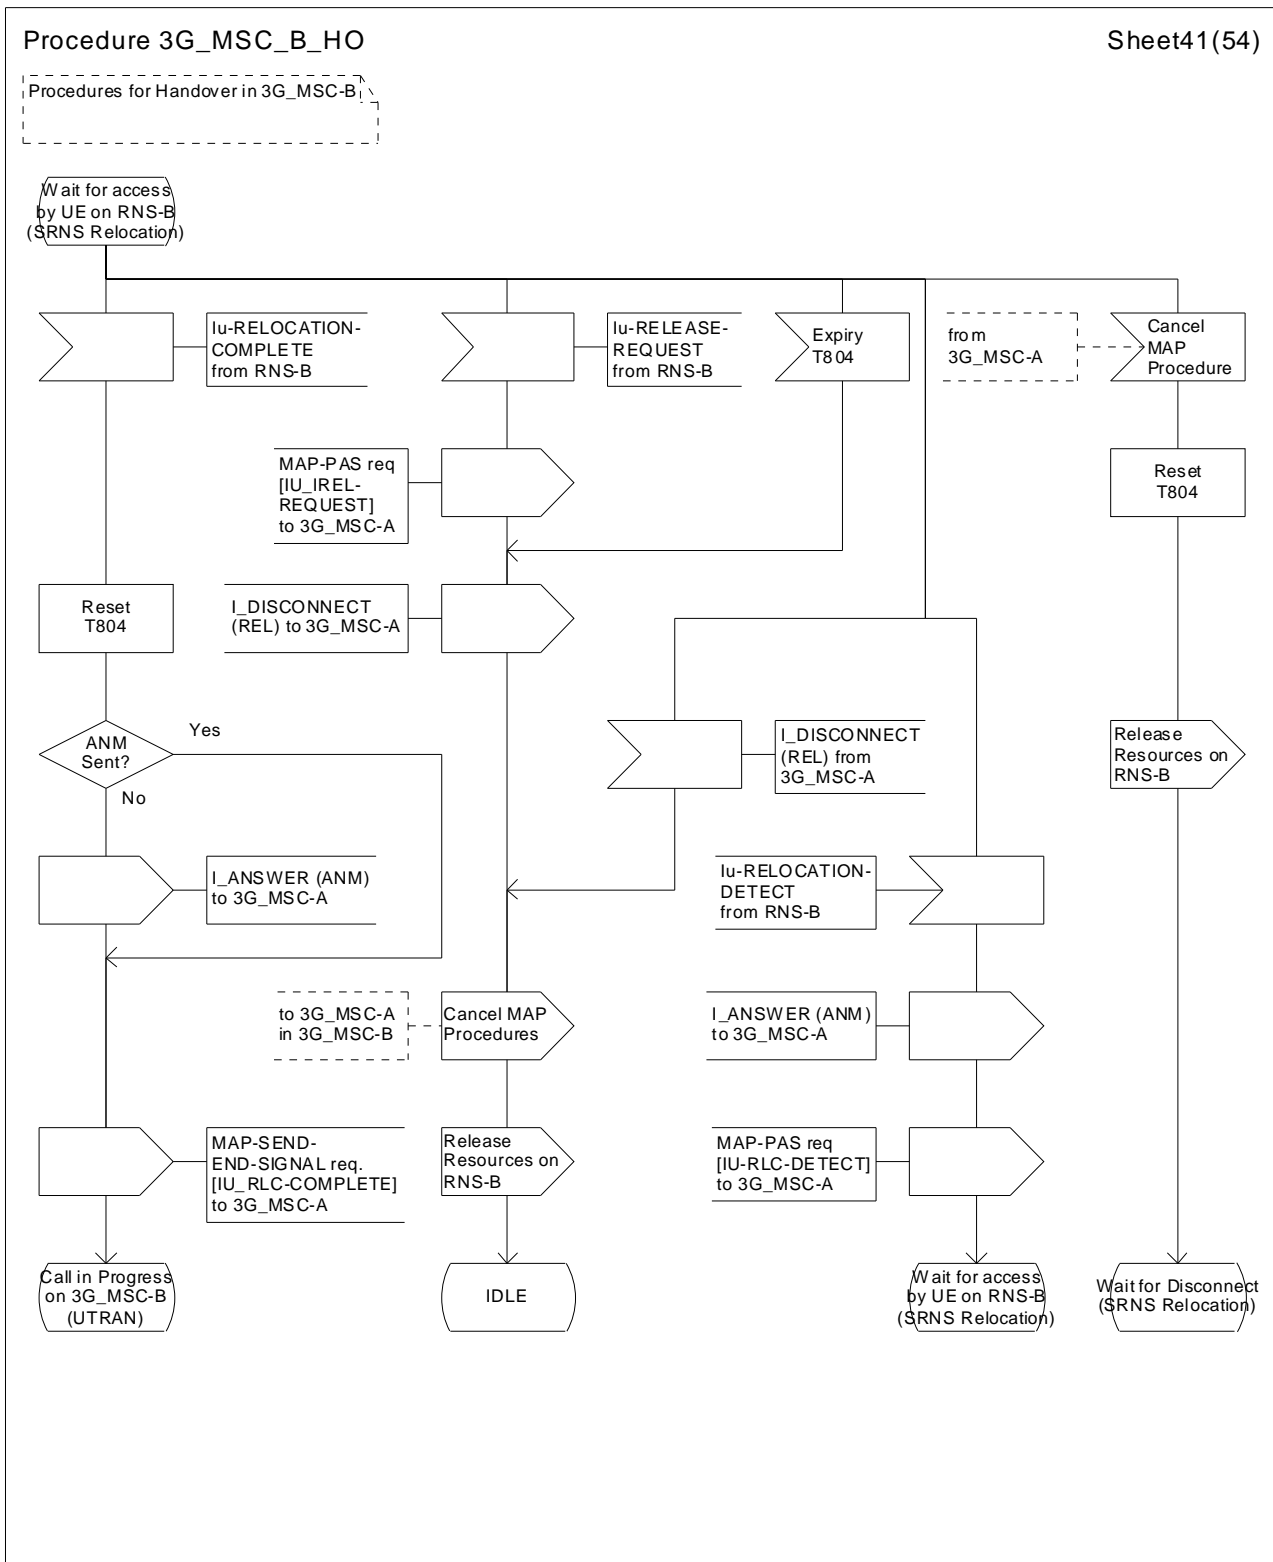 Procedure 3G_MSC_B_HO
Sheet41(54)
Procedures for Handover in 3G_MSC-B
Wait for access
by UE on RNS-B
(SRNS Relocation)
Iu-RELOCATION-
COMPLETE
from RNS-B
Iu-RELEASE-
REQUEST
from RNS-B
Expiry
T804
from
3G_MSC-A
Cancel
MAP
Procedure
MAP-PAS req
[IU_IREL-
REQUEST]
to 3G_MSC-A
Reset
T804
Reset
T804
I_DISCONNECT
(REL) to 3G_MSC-A
ANM
Sent?
Yes
No
I_DISCONNECT
(REL) from
3G_MSC-A
Release
Resources on
RNS-B
I_ANSWER (ANM)
to 3G_MSC-A
Iu-RELOCATION-
DETECT
from RNS-B
to 3G_MSC-A
in 3G_MSC-B
Cancel MAP
Procedures
I_ANSWER (ANM)
to 3G_MSC-A
MAP-SEND-
END-SIGNAL req.
[IU_RLC-COMPLETE]
to 3G_MSC-A
Release
Resources on
RNS-B
MAP-PAS req
[IU-RLC-DETECT]
to 3G_MSC-A
Call in Progress
on 3G_MSC-B
(UTRAN)
IDLE
Wait for access
by UE on RNS-B
(SRNS Relocation)
Wait for Disconnect
(SRNS Relocation)